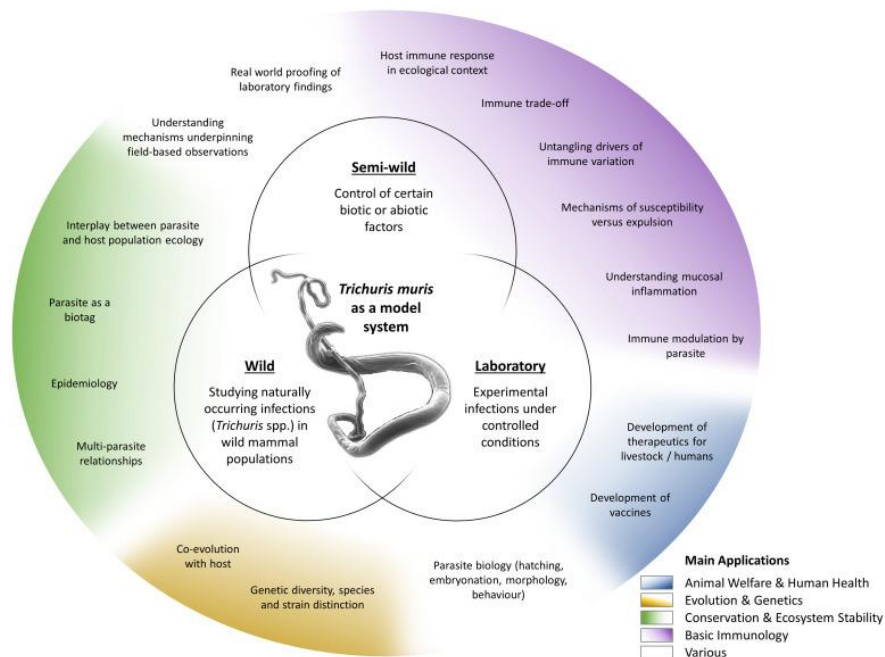 Host immune response
in ecological context
Real world proofing of
laboratory findings
Immune trade-off
Understanding
mechanisms underpinning
field-based observations
Untangling drivers of
immune variation
Semi-wild
Control of certain
biotic or abiotic
factors
Mechanisms of susceptibility
versus expulsion
Interplay between parasite
and host population ecology
Understanding mucosal
inflammation
Trichuris muris
as a model
system
Parasite as a
biotag
Immune modulation by
parasite
Wild
Studying naturally
occurring infections
(Trichuris spp.) in
wild mammal
populations
Laboratory
Experimental
infections under
controlled
conditions
Epidemiology
Multi-parasite
relationships
Development of
therapeutics for
livestock / humans
Development of
vaccines
Co-evolution
with host
Genetic diversity, species
and strain distinction
Parasite biology (hatching,
embryonation, morphology,
behaviour)
Main Applications
Animal Welfare & Human Health
Evolution & Genetics
Conservation & Ecosystem Stability
Basic Immunology
Various